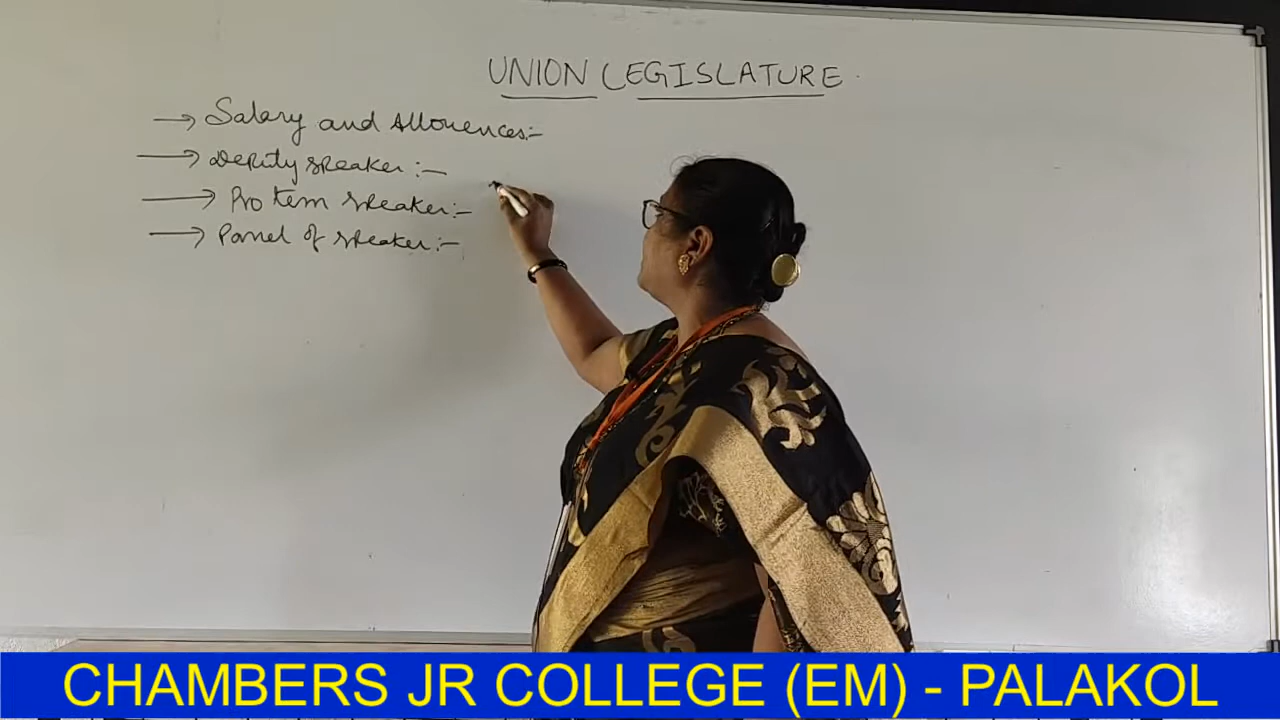 UNION LEGISLATURE
→ Salary and Allowences:-
→ Deputy speaker:-
→ Pro tem speaker:-
→ Panel of speaker:-
CHAMBERS JR COLLEGE (EM) - PALAKOL